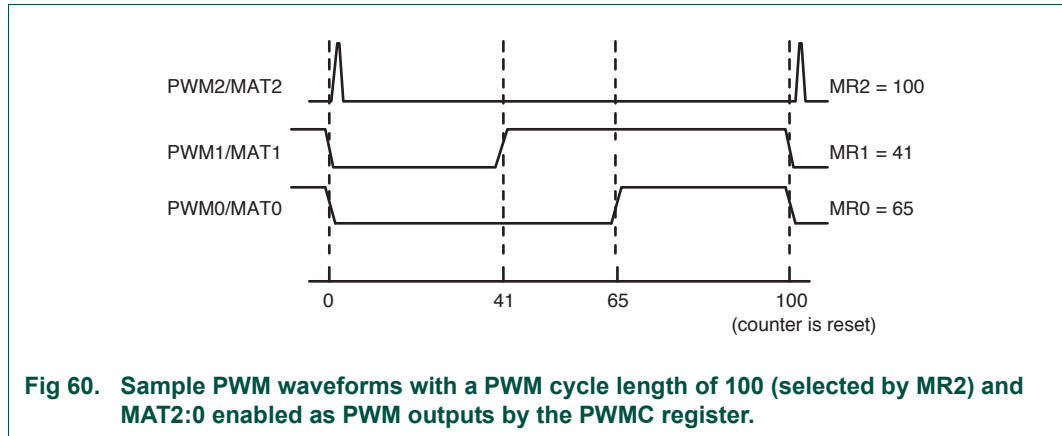 PWM2/MAT2
MR2 = 100
PWM1/MAT1
MR1 = 41
PWM0/MAT0
MR0 = 65
0
41
65
100
(counter is reset)
Fig 60. Sample PWM waveforms with a PWM cycle length of 100 (selected by MR2) and
MAT2:0 enabled as PWM outputs by the PWMC register.